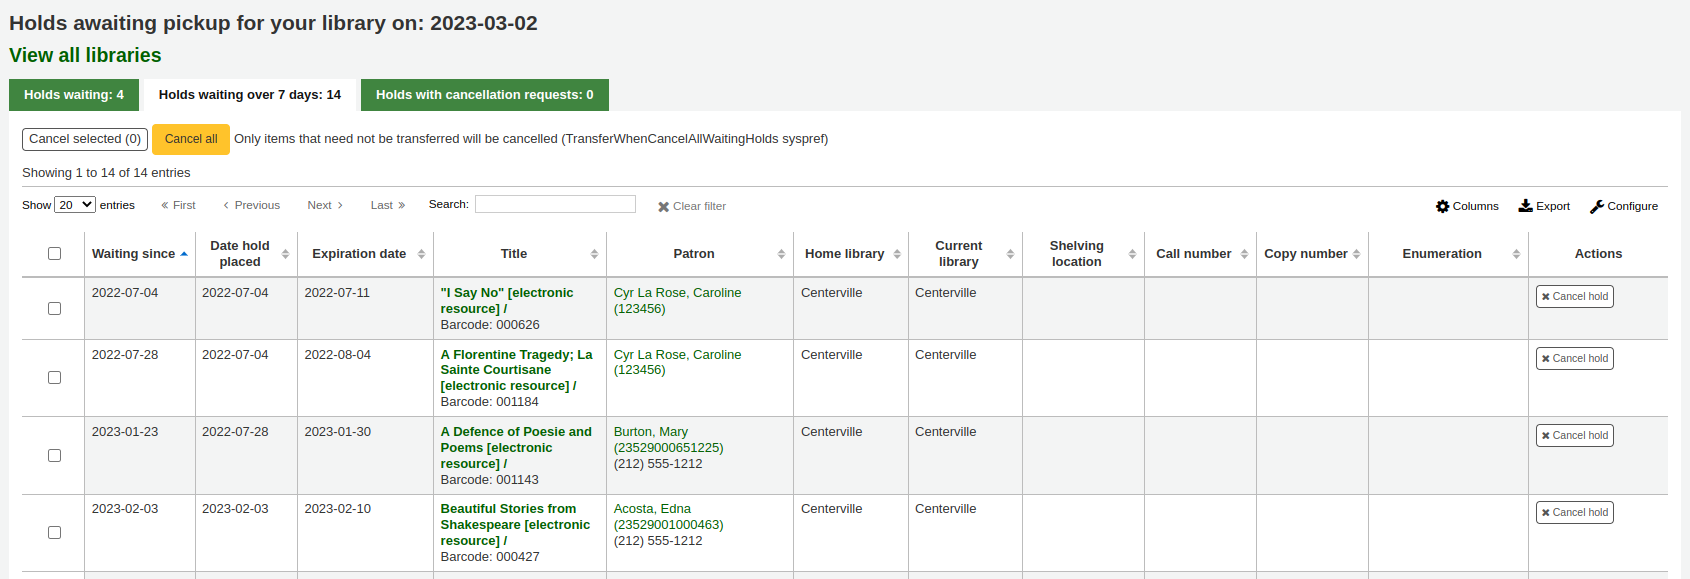 Holds awaiting pickup for your library on: 2023-03-02
View all libraries
Holds waiting: 4 Holds waiting over 7 days: 14 Holds with cancellation requests: 0
Cancel selected (0) Cancel all Only items that need not be transferred will be cancelled (TransferWhenCancelAllWaitingHolds syspref)
Showing 1 to 14 of 14 entries
Show 20 entries « First ‹ Previous Next › Last » Search: Clear filter Columns Export Configure
Waiting since Date hold placed Expiration date Title Patron Home library Current library Shelving location Call number Copy number Enumeration Actions
2022-07-04 2022-07-04 2022-07-11 "I Say No" [electronic Cyr La Rose, Caroline Centerville Centerville Cancel hold
resource] / (123456)
Barcode: 000626
2022-07-28 2022-07-04 2022-08-04 A Florentine Tragedy; La Cyr La Rose, Caroline Centerville Centerville Cancel hold
Sainte Courtisane (123456)
[electronic resource] /
Barcode: 001184
2023-01-23 2022-07-28 2023-01-30 A Defence of Poesie and Burton, Mary Centerville Centerville Cancel hold
Poems [electronic (23529000651225)
resource] / (212) 555-1212
Barcode: 001143
2023-02-03 2023-02-03 2023-02-10 Beautiful Stories from Acosta, Edna Centerville Centerville Cancel hold
Shakespeare [electronic (23529001000463)
resource] / (212) 555-1212
Barcode: 000427